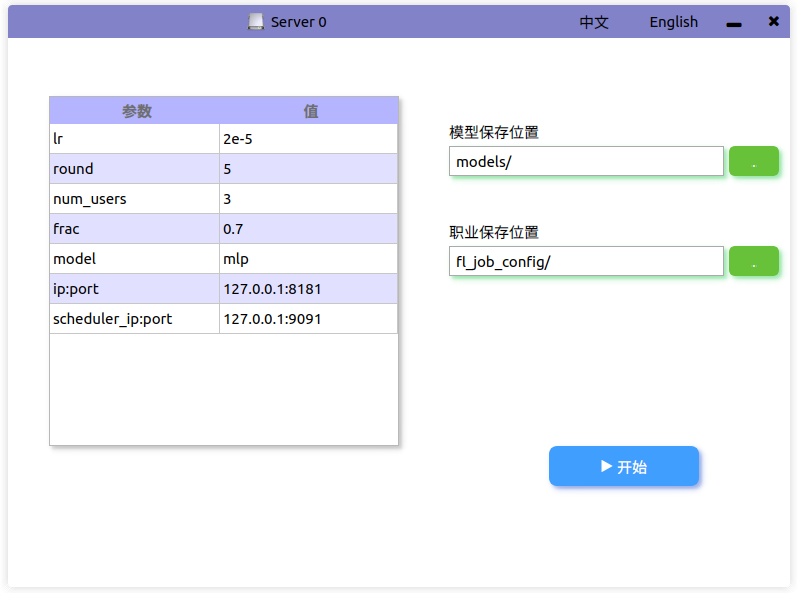 Server 0 中文 English
参数 值
lr 2e-5
round 5
num_users 3
frac 0.7
model mlp
ip:port 127.0.0.1:8181
scheduler_ip:port 127.0.0.1:9091
模型保存位置
models/ .
职业保存位置
fl_job_config/ .
开始